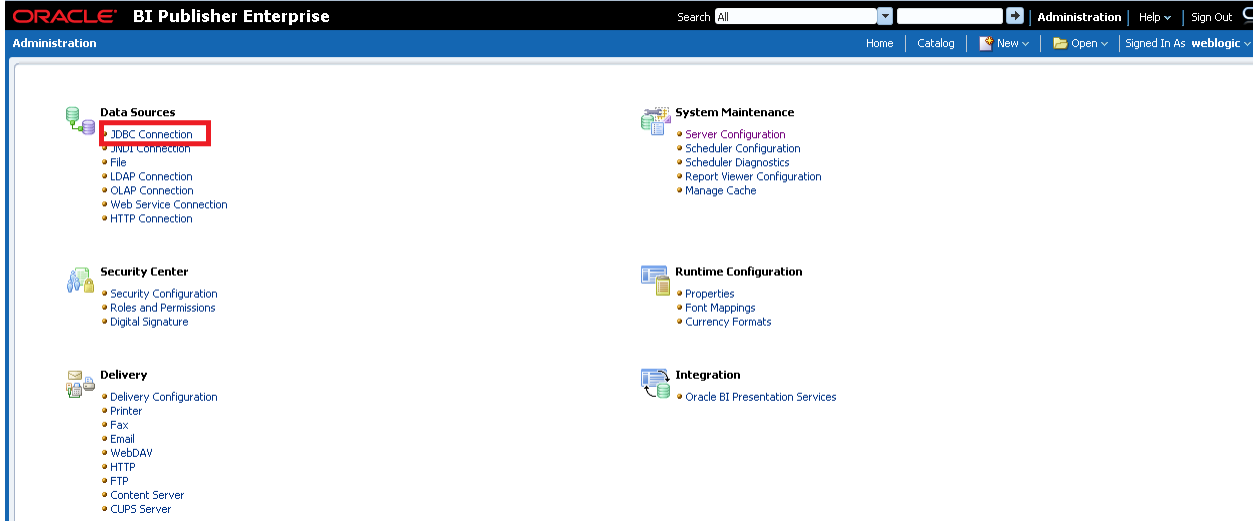 ORACLE BI Publisher Enterprise Search All Administration Help Sign Out
Administration Home Catalog New Open Signed In As weblogic
Data Sources
JDBC Connection
JNDI Connection
File
LDAP Connection
OLAP Connection
Web Service Connection
HTTP Connection
System Maintenance
Server Configuration
Scheduler Configuration
Scheduler Diagnostics
Report Viewer Configuration
Manage Cache
Security Center
Security Configuration
Roles and Permissions
Digital Signature
Runtime Configuration
Properties
Font Mappings
Currency Formats
Delivery
Delivery Configuration
Printer
Fax
Email
WebDAV
HTTP
FTP
Content Server
CUPS Server
Integration
Oracle BI Presentation Services